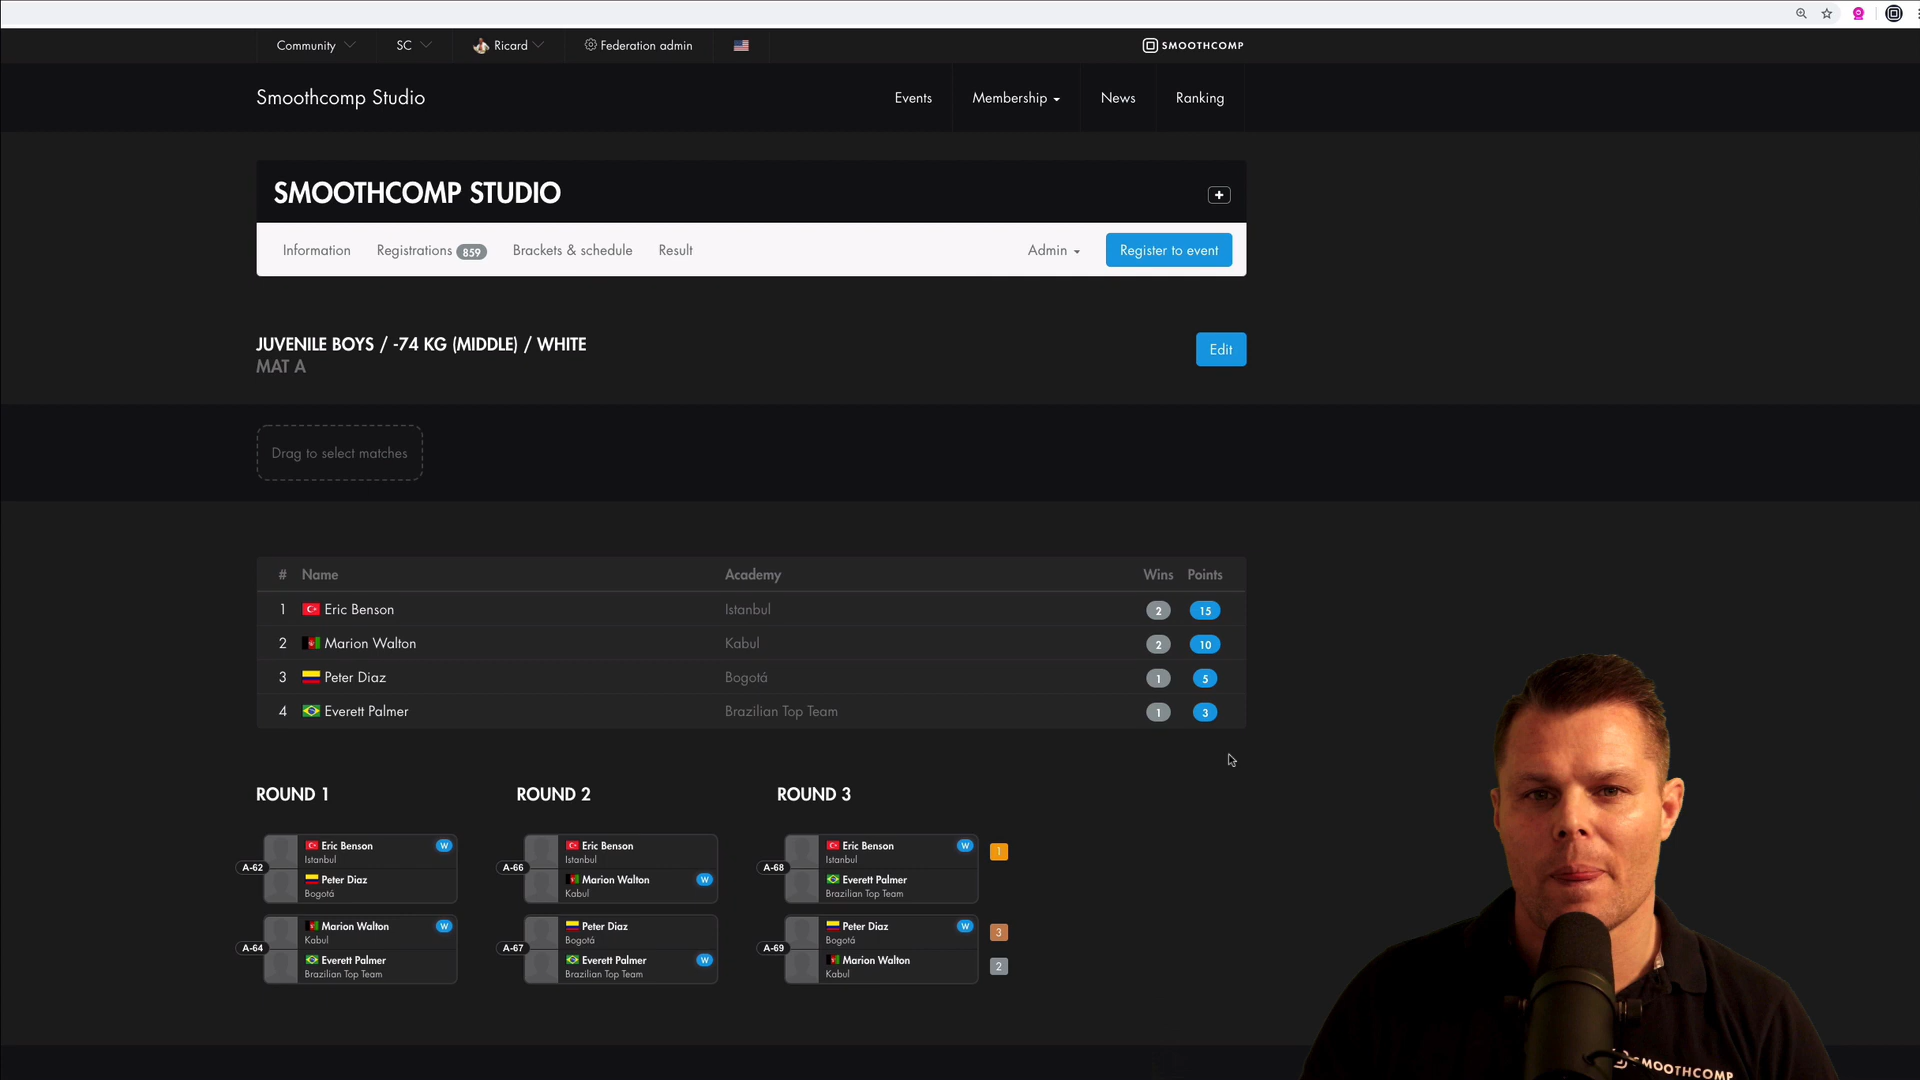 Community SC Ricard Federation admin SMOOTHCOMP
Smoothcomp Studio Events Membership News Ranking
SMOOTHCOMP STUDIO
Information Registrations 859 Brackets & schedule Result Admin Register to event
JUVENILE BOYS / -74 KG (MIDDLE) / WHITE Edit
MAT A
Drag to select matches
# Name Academy Wins Points
1 Eric Benson Istanbul 2 15
2 Marion Walton Kabul 2 10
3 Peter Diaz Bogotá 1 5
4 Everett Palmer Brazilian Top Team 1 3
ROUND 1
A-62
Eric Benson W
Istanbul
Peter Diaz
Bogotá
A-64
Marion Walton W
Kabul
Everett Palmer
Brazilian Top Team
ROUND 2
A-66
Eric Benson
Istanbul
Marion Walton W
Kabul
A-67
Peter Diaz
Bogotá
Everett Palmer W
Brazilian Top Team
ROUND 3
A-68
Eric Benson W 1
Istanbul
Everett Palmer
Brazilian Top Team
A-69
Peter Diaz W 3
Bogotá
Marion Walton 2
Kabul
SMOOTHCOMP